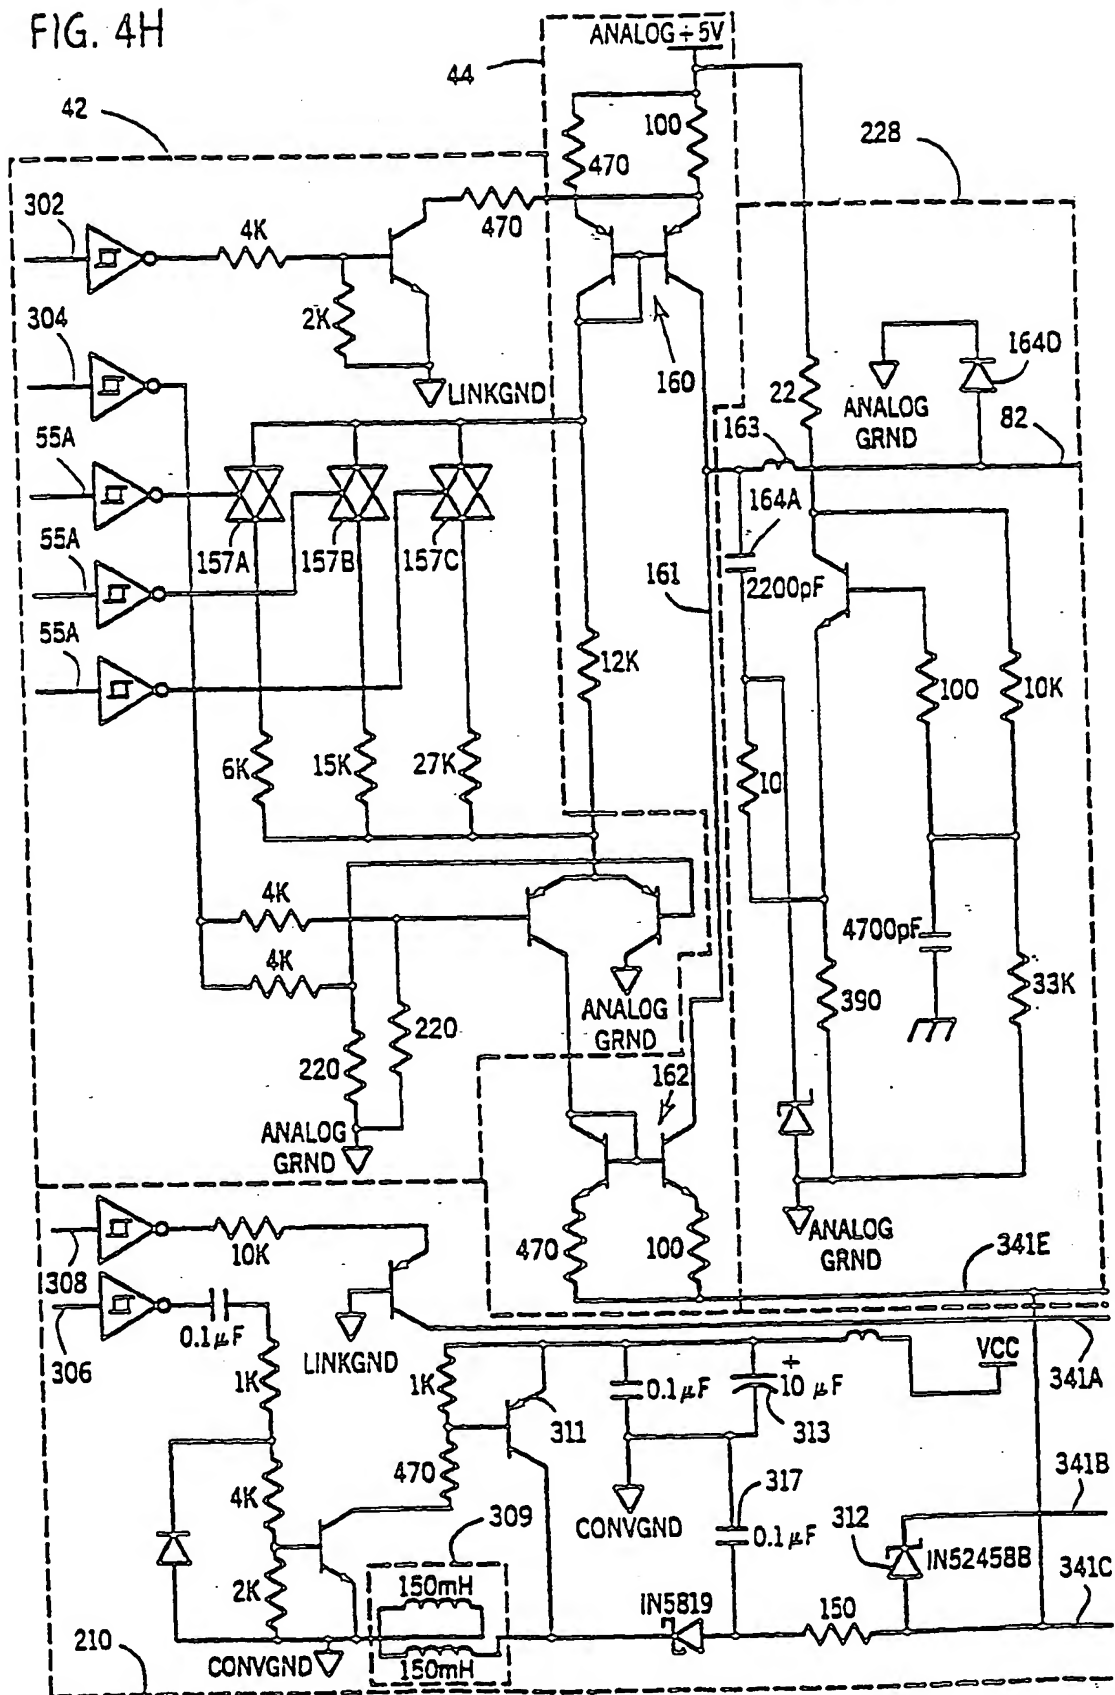 FIG. 4H
ANALOG + 5V
44
42
470
100
228
302
4K
470
2K
304
LINKGND
160
164D
22
ANALOG
GRND
82
163
55A
164A
157A
157B
157C
2200pF
55A
161
55A
12K
100
10K
6K
15K
27K
10
4K
4700pF
4K
390
33K
220
ANALOG
GRND
220
162
ANALOG
GRND
ANALOG
GRND
10K
470
100
341E
308
0.1µF
LINKGND
306
VCC
1K
1K
0.1µF
+
10 µF
341A
311
313
470
341B
4K
309
317
CONVGND
0.1µF
312
IN52458B
2K
150mH
341C
IN5819
150
210
CONVGND
150mH